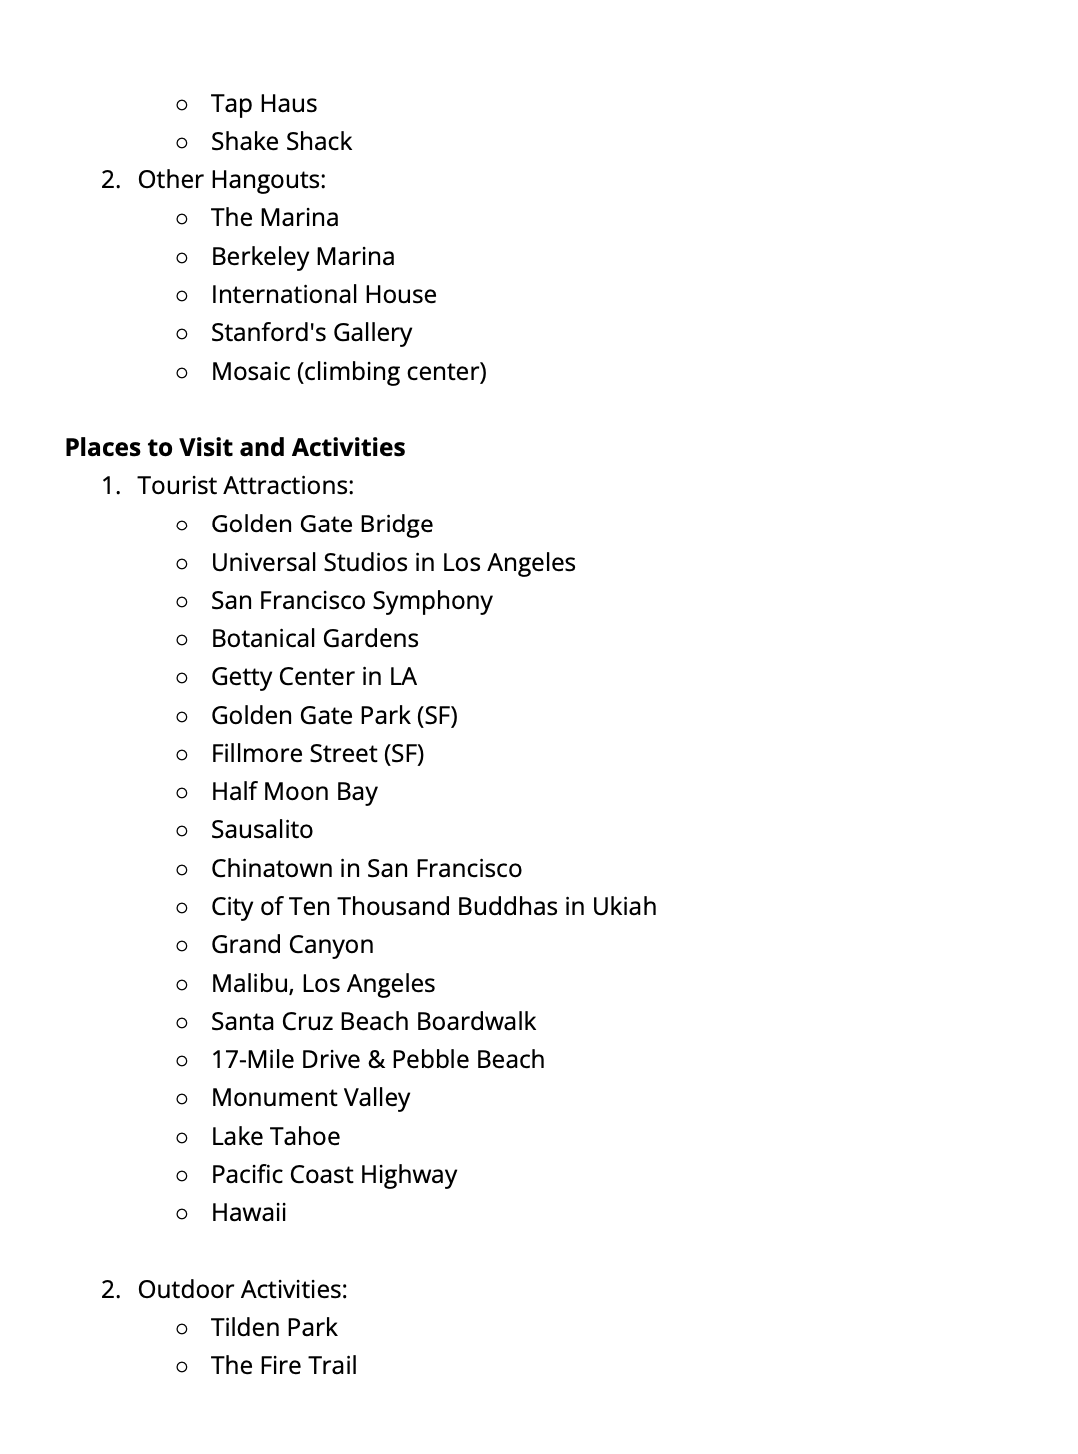 ○ Tap Haus
○ Shake Shack
2. Other Hangouts:
○ The Marina
○ Berkeley Marina
○ International House
○ Stanford's Gallery
○ Mosaic (climbing center)
Places to Visit and Activities
1. Tourist Attractions:
○ Golden Gate Bridge
○ Universal Studios in Los Angeles
○ San Francisco Symphony
○ Botanical Gardens
○ Getty Center in LA
○ Golden Gate Park (SF)
○ Fillmore Street (SF)
○ Half Moon Bay
○ Sausalito
○ Chinatown in San Francisco
○ City of Ten Thousand Buddhas in Ukiah
○ Grand Canyon
○ Malibu, Los Angeles
○ Santa Cruz Beach Boardwalk
○ 17-Mile Drive & Pebble Beach
○ Monument Valley
○ Lake Tahoe
○ Pacific Coast Highway
○ Hawaii
2. Outdoor Activities:
○ Tilden Park
○ The Fire Trail